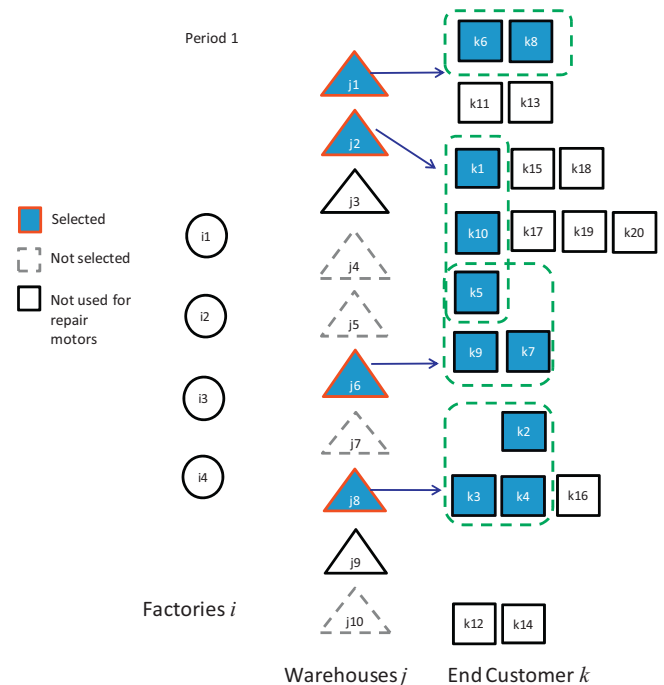 Period 1
k6 k8
j1
k11 k13
j2
k1 k15 k18
j3
Selected
i1
k10 k17 k19 k20
Not selected
j4
k5
Not used for
repair
motors
i2
j5
k9 k7
j6
i3
k2
j7
i4
j8
k3 k4 k16
j9
Factories i
j10
k12 k14
Warehouses j
End Customer k